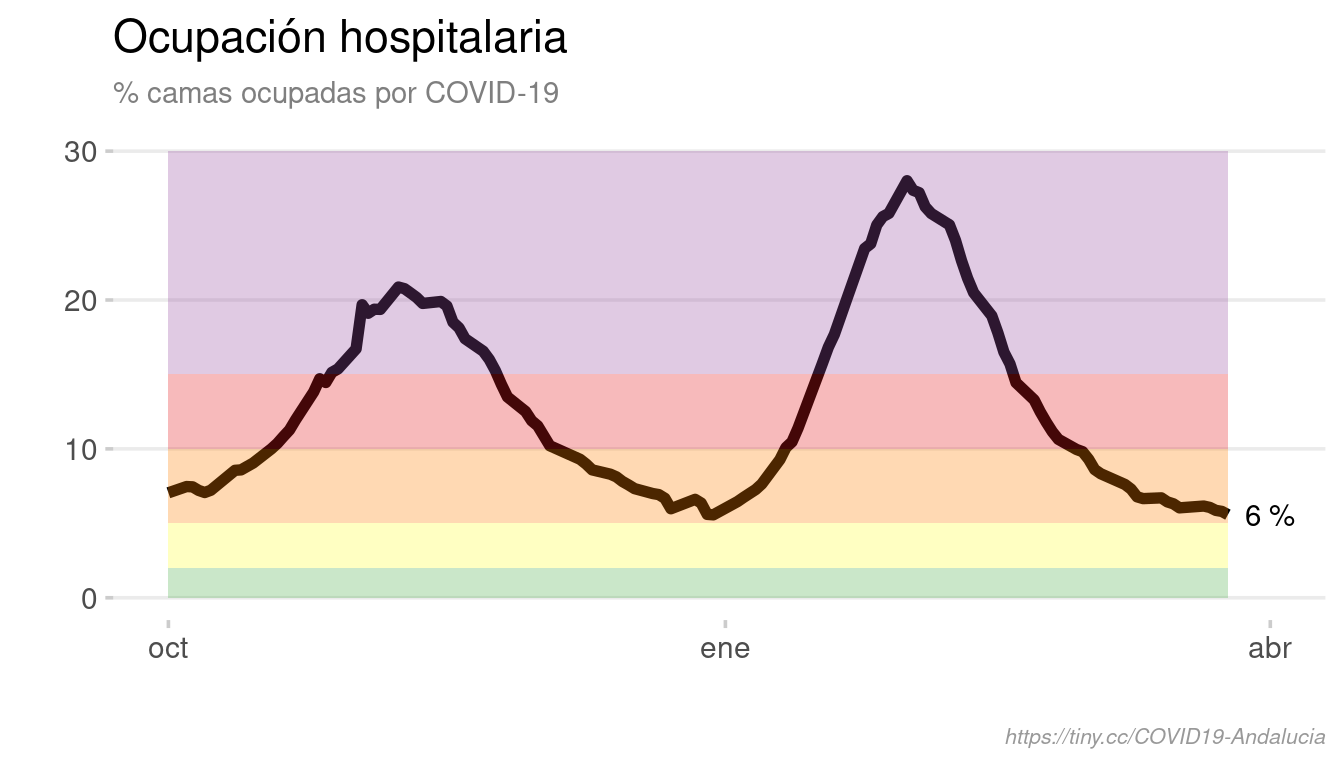 Ocupación hospitalaria
% camas ocupadas por COVID-19
30
20
10
0
6 %
oct ene abr
https://tiny.cc/COVID19-Andalucia